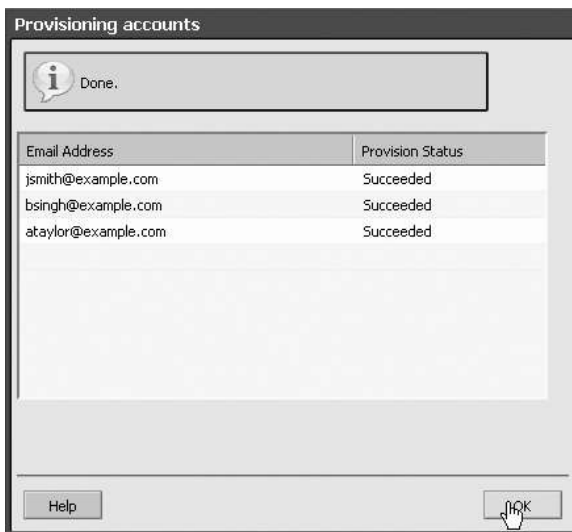 Provisioning accounts
Done.
Email Address Provision Status
jsmith@example.com Succeeded
bsingh@example.com Succeeded
ataylor@example.com Succeeded
Help OK